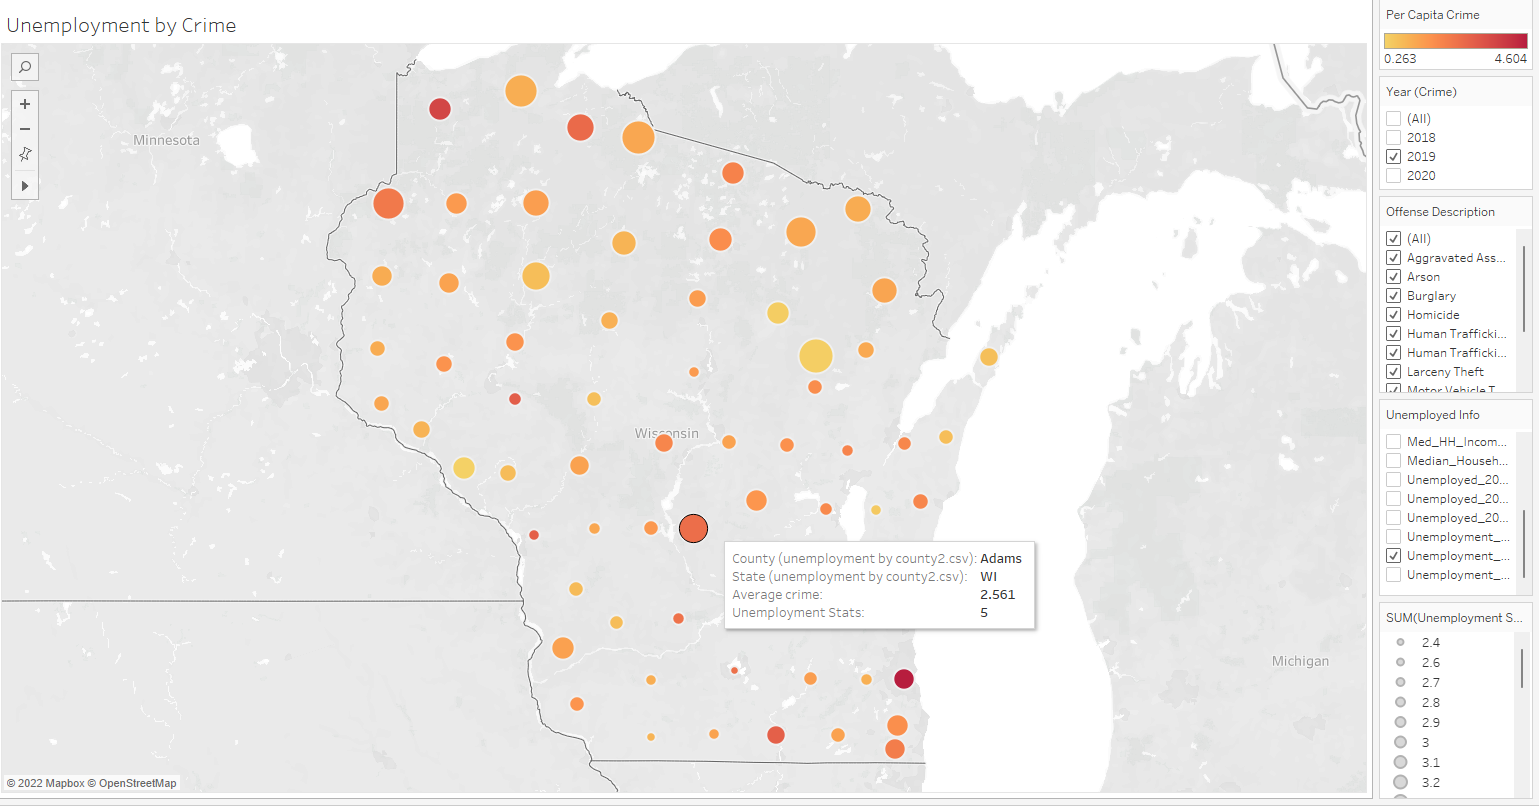 Unemployment by Crime
Minnesota
Wisconsin
Michigan
County (unemployment by county2.csv): Adams
State (unemployment by county2.csv): WI
Average crime: 2.561
Unemployment Stats: 5
© 2022 Mapbox © OpenStreetMap
Per Capita Crime
0.263 4.604
Year (Crime)
(All)
2018
2019
2020
Offense Description
(All)
Aggravated Ass...
Arson
Burglary
Homicide
Human Trafficki...
Human Trafficki...
Larceny Theft
Motor Vehicle T...
Unemployed Info
Med_HH_Incom...
Median_Househ...
Unemployed_20...
Unemployed_20...
Unemployed_20...
Unemployment_...
Unemployment_...
Unemployment_...
SUM(Unemployment S...
2.4
2.6
2.7
2.8
2.9
3
3.1
3.2